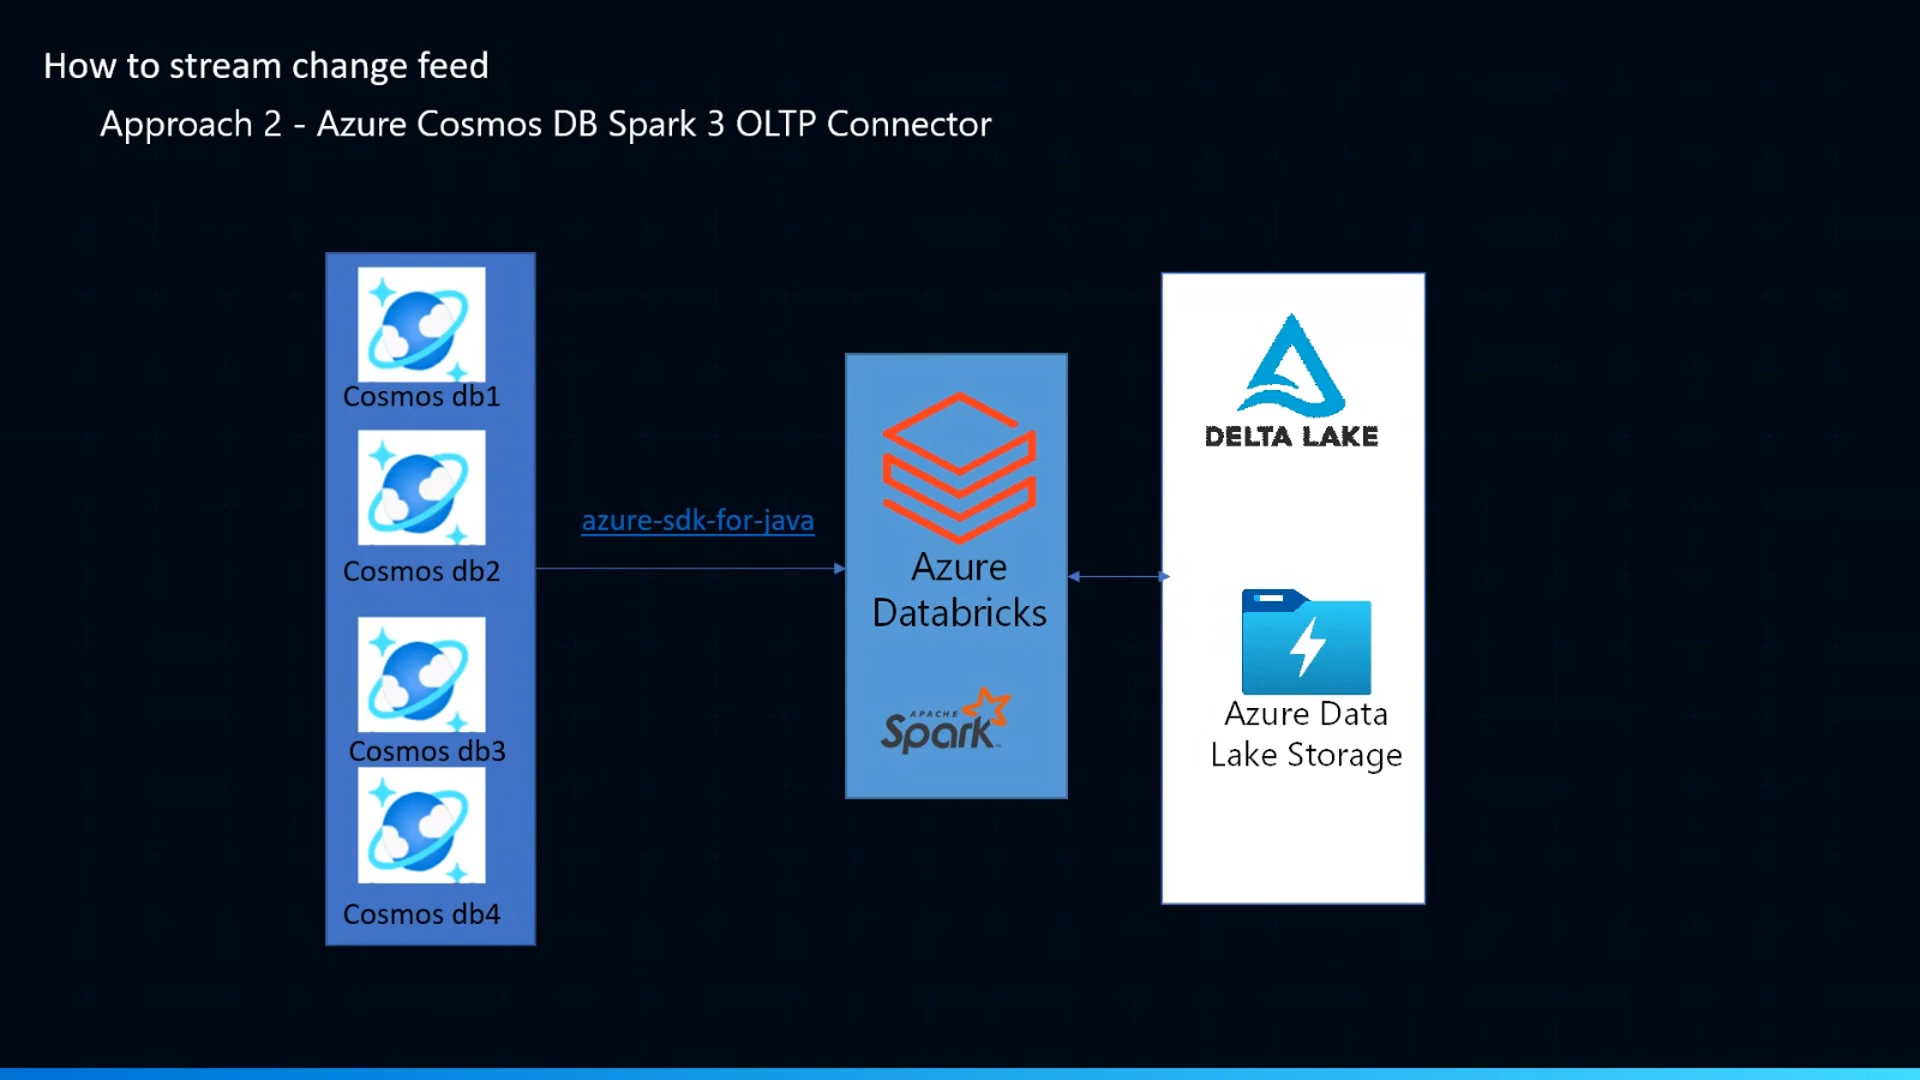 How to stream change feed
Approach 2 - Azure Cosmos DB Spark 3 OLTP Connector
Cosmos db1
Cosmos db2
Cosmos db3
Cosmos db4
azure-sdk-for-java
Azure
Databricks
APACHE
Spark™
DELTA LAKE
Azure Data
Lake Storage